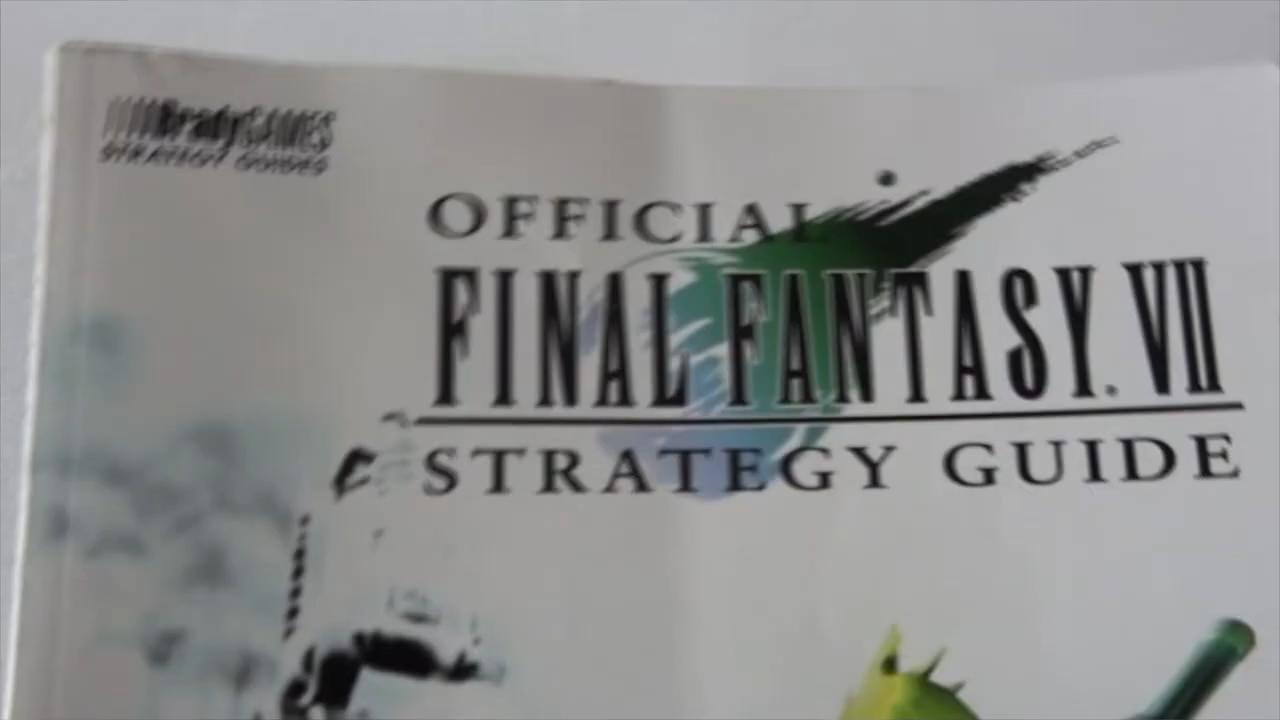 BradyGAMES
STRATEGY GUIDES
OFFICIAL
FINAL FANTASY. VII
STRATEGY GUIDE